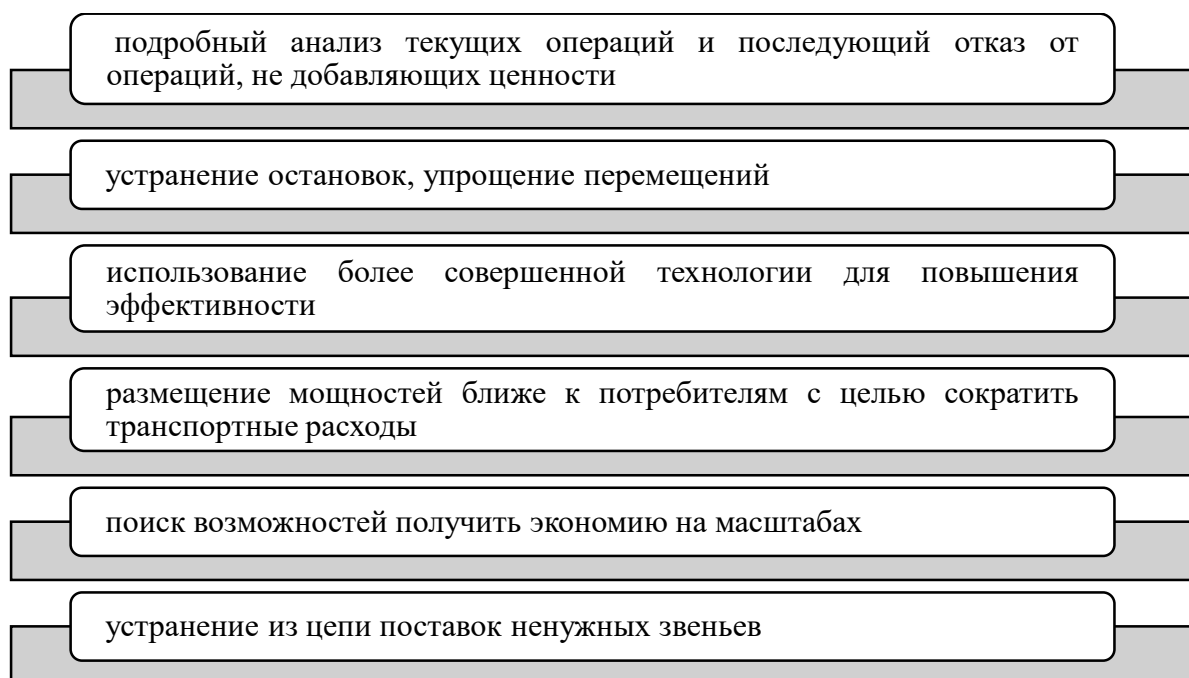 подробный анализ текущих операций и последующий отказ от
операций, не добавляющих ценности
устранение остановок, упрощение перемещений
использование более совершенной технологии для повышения
эффективности
размещение мощностей ближе к потребителям с целью сократить
транспортные расходы
поиск возможностей получить экономию на масштабах
устранение из цепи поставок ненужных звеньев